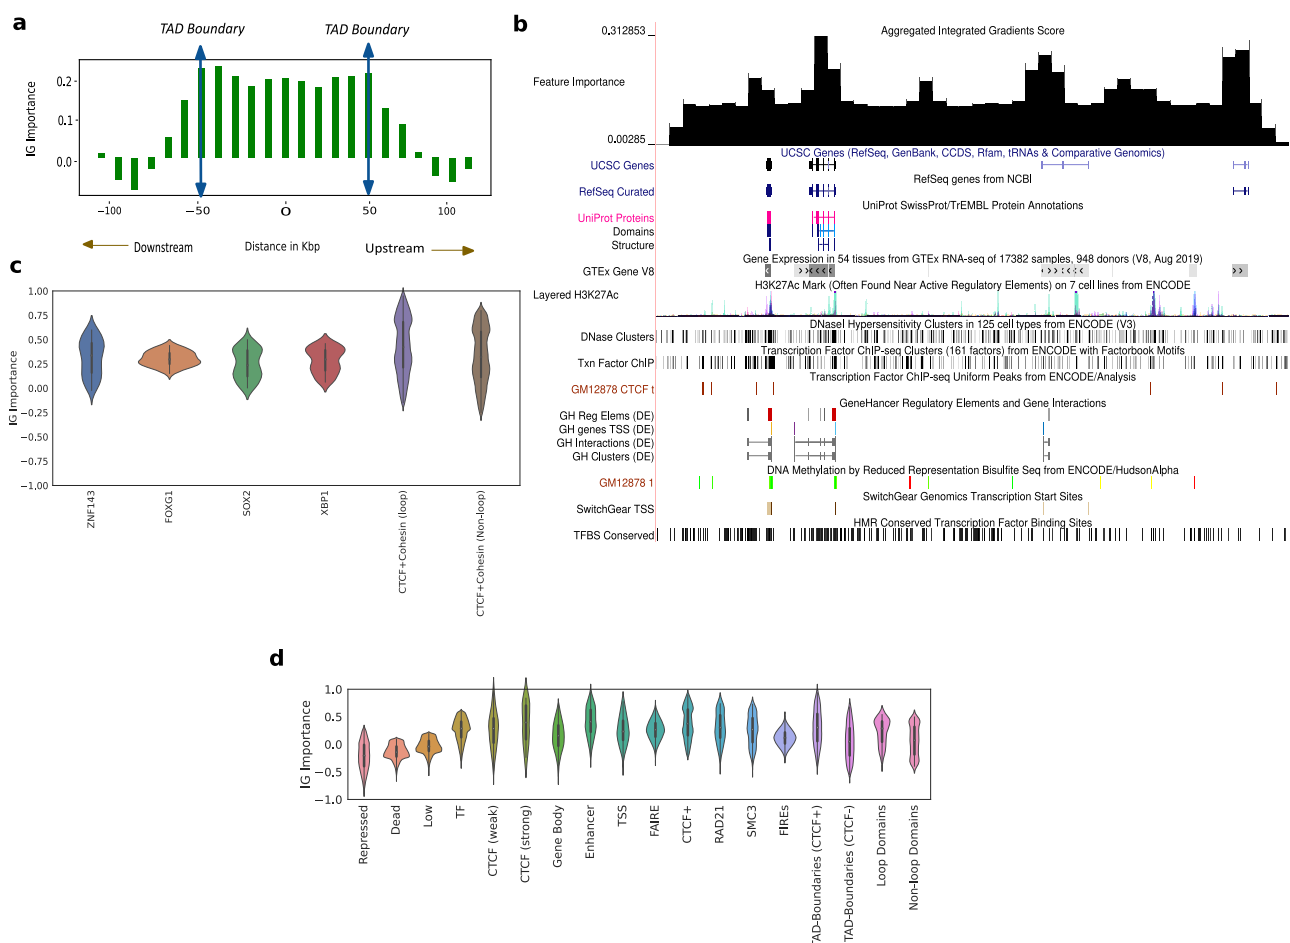 a
TAD Boundary
TAD Boundary
IG Importance
0.2
0.1
0.0
−100
−50
0
50
100
Downstream
Distance in Kbp
Upstream
b
0.312853
Aggregated Integrated Gradients Score
Feature Importance
0.00285
UCSC Genes (RefSeq, GenBank, CCDS, Rfam, tRNAs & Comparative Genomics)
UCSC Genes
RefSeq genes from NCBI
RefSeq Curated
UniProt SwissProt/TrEMBL Protein Annotations
UniProt Proteins
Domains
Structure
Gene Expression in 54 tissues from GTEx RNA-seq of 17382 samples, 948 donors (V8, Aug 2019)
GTEx Gene V8
H3K27Ac Mark (Often Found Near Active Regulatory Elements) on 7 cell lines from ENCODE
Layered H3K27Ac
DNaseI Hypersensitivity Clusters in 125 cell types from ENCODE (V3)
DNase Clusters
Transcription Factor ChIP-seq Clusters (161 factors) from ENCODE with Factorbook Motifs
Txn Factor ChIP
Transcription Factor ChIP-seq Uniform Peaks from ENCODE/Analysis
GM12878 CTCF t
GeneHancer Regulatory Elements and Gene Interactions
GH Reg Elems (DE)
GH genes TSS (DE)
GH Interactions (DE)
GH Clusters (DE)
DNA Methylation by Reduced Representation Bisulfite Seq from ENCODE/HudsonAlpha
GM12878 1
SwitchGear Genomics Transcription Start Sites
SwitchGear TSS
HMR Conserved Transcription Factor Binding Sites
TFBS Conserved
c
IG Importance
1.00
0.75
0.50
0.25
0.00
−0.25
−0.50
−0.75
−1.00
ZNF143
FOXG1
SOX2
XBP1
CTCF+Cohesin (loop)
CTCF+Cohesin (Non-loop)
d
IG Importance
1.0
0.5
0.0
−0.5
−1.0
Repressed
Dead
Low
TF
CTCF (weak)
CTCF (strong)
Gene Body
Enhancer
TSS
FAIRE
CTCF+
RAD21
SMC3
FIREs
TAD-Boundaries (CTCF+)
TAD-Boundaries (CTCF-)
Loop Domains
Non-loop Domains